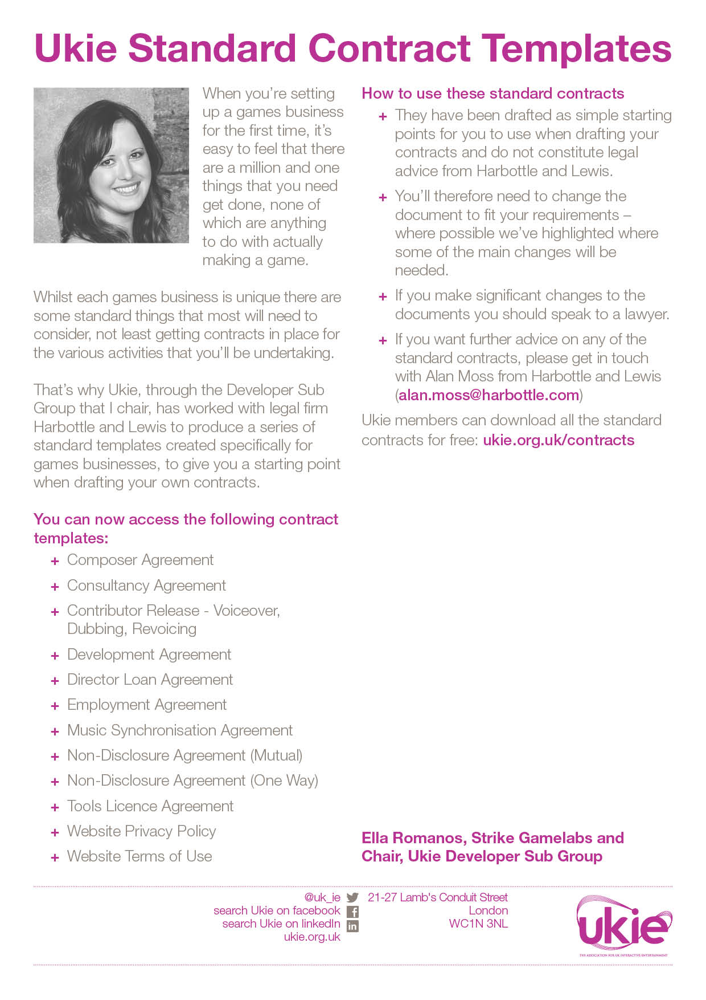 Ukie Standard Contract Templates
When you’re setting
up a games business
for the first time, it’s
easy to feel that there
are a million and one
things that you need
get done, none of
which are anything
to do with actually
making a game.
Whilst each games business is unique there are
some standard things that most will need to
consider, not least getting contracts in place for
the various activities that you’ll be undertaking.
That’s why Ukie, through the Developer Sub
Group that I chair, has worked with legal firm
Harbottle and Lewis to produce a series of
standard templates created specifically for
games businesses, to give you a starting point
when drafting your own contracts.
You can now access the following contract
templates:
+ Composer Agreement
+ Consultancy Agreement
+ Contributor Release - Voiceover,
Dubbing, Revoicing
+ Development Agreement
+ Director Loan Agreement
+ Employment Agreement
+ Music Synchronisation Agreement
+ Non-Disclosure Agreement (Mutual)
+ Non-Disclosure Agreement (One Way)
+ Tools Licence Agreement
+ Website Privacy Policy
+ Website Terms of Use
How to use these standard contracts
+ They have been drafted as simple starting
points for you to use when drafting your
contracts and do not constitute legal
advice from Harbottle and Lewis.
+ You’ll therefore need to change the
document to fit your requirements –
where possible we’ve highlighted where
some of the main changes will be
needed.
+ If you make significant changes to the
documents you should speak to a lawyer.
+ If you want further advice on any of the
standard contracts, please get in touch
with Alan Moss from Harbottle and Lewis
(alan.moss@harbottle.com)
Ukie members can download all the standard
contracts for free: ukie.org.uk/contracts
Ella Romanos, Strike Gamelabs and
Chair, Ukie Developer Sub Group
@uk_ie
search Ukie on facebook
search Ukie on linkedIn
ukie.org.uk
21-27 Lamb's Conduit Street
London
WC1N 3NL
ukie
THE ASSOCIATION FOR UK INTERACTIVE ENTERTAINMENT